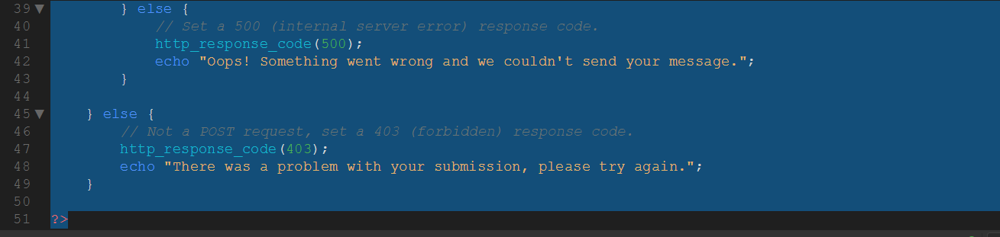 39 } else {
40 // Set a 500 (internal server error) response code.
41 http_response_code(500);
42 echo "Oops! Something went wrong and we couldn't send your message.";
43 }
44
45 } else {
46 // Not a POST request, set a 403 (forbidden) response code.
47 http_response_code(403);
48 echo "There was a problem with your submission, please try again.";
49 }
50
51 ?>